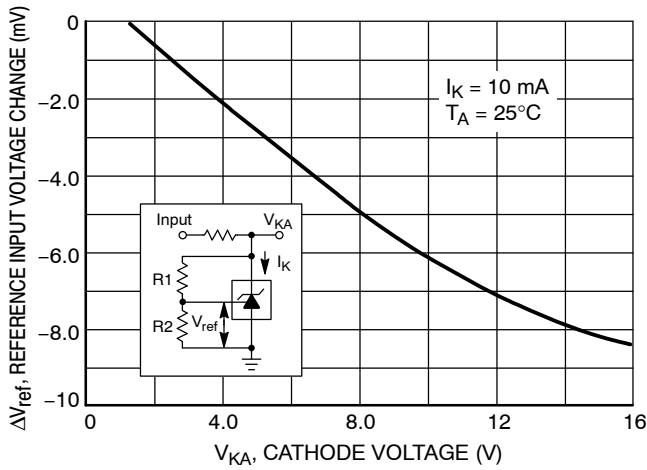 ΔVref, REFERENCE INPUT VOLTAGE CHANGE (mV)
0
−2.0
−4.0
−6.0
−8.0
−10
IK = 10 mA
TA = 25°C
Input
VKA
IK
R1
R2
Vref
0
4.0
8.0
12
16
VKA, CATHODE VOLTAGE (V)